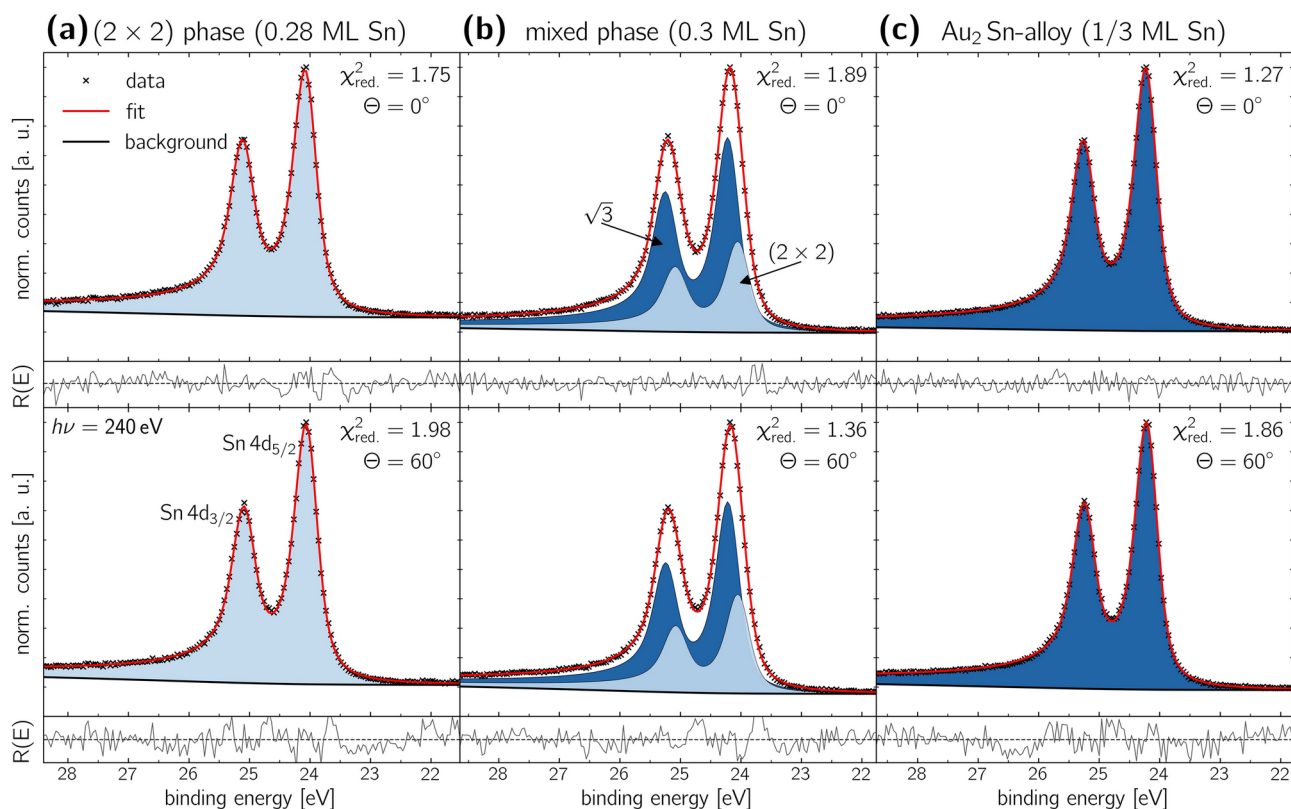 (a) (2 × 2) phase (0.28 ML Sn)
(b) mixed phase (0.3 ML Sn)
(c) Au₂Sn-alloy (1/3 ML Sn)
× data
fit
background
χ²red. = 1.75
Θ = 0°
χ²red. = 1.89
Θ = 0°
√3
(2 × 2)
χ²red. = 1.27
Θ = 0°
norm. counts [a. u.]
R(E)
hν = 240 eV
Sn 4d5/2
Sn 4d3/2
χ²red. = 1.98
Θ = 60°
χ²red. = 1.36
Θ = 60°
χ²red. = 1.86
Θ = 60°
norm. counts [a. u.]
R(E)
28 27 26 25 24 23 22
28 27 26 25 24 23 22
28 27 26 25 24 23 22
binding energy [eV]
binding energy [eV]
binding energy [eV]